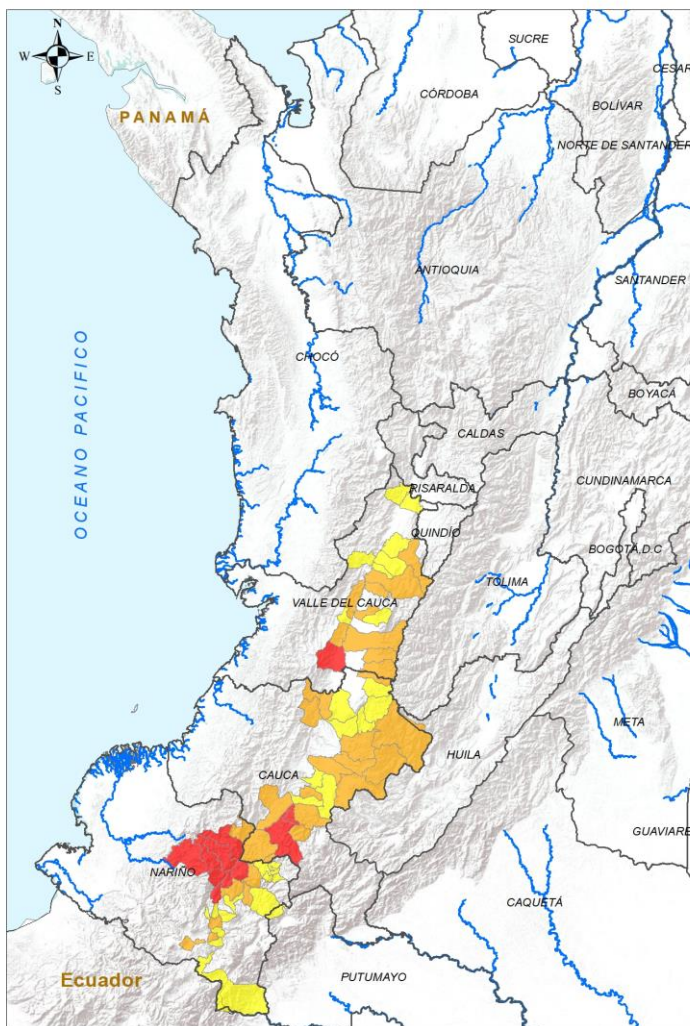 N
W E
S
SUCRE
CESAR
CÓRDOBA
BOLÍVAR
PANAMÁ
NORTE DE SANTANDER
ANTIOQUIA
SANTANDER
OCEANO PACIFICO
CHOCÓ
BOYACÁ
CALDAS
CUNDINAMARCA
RISARALDA
QUINDÍO
BOGOTÁ, D.C
TOLIMA
VALLE DEL CAUCA
META
HUILA
CAUCA
GUAVIARE
NARIÑO
CAQUETÁ
Ecuador
PUTUMAYO